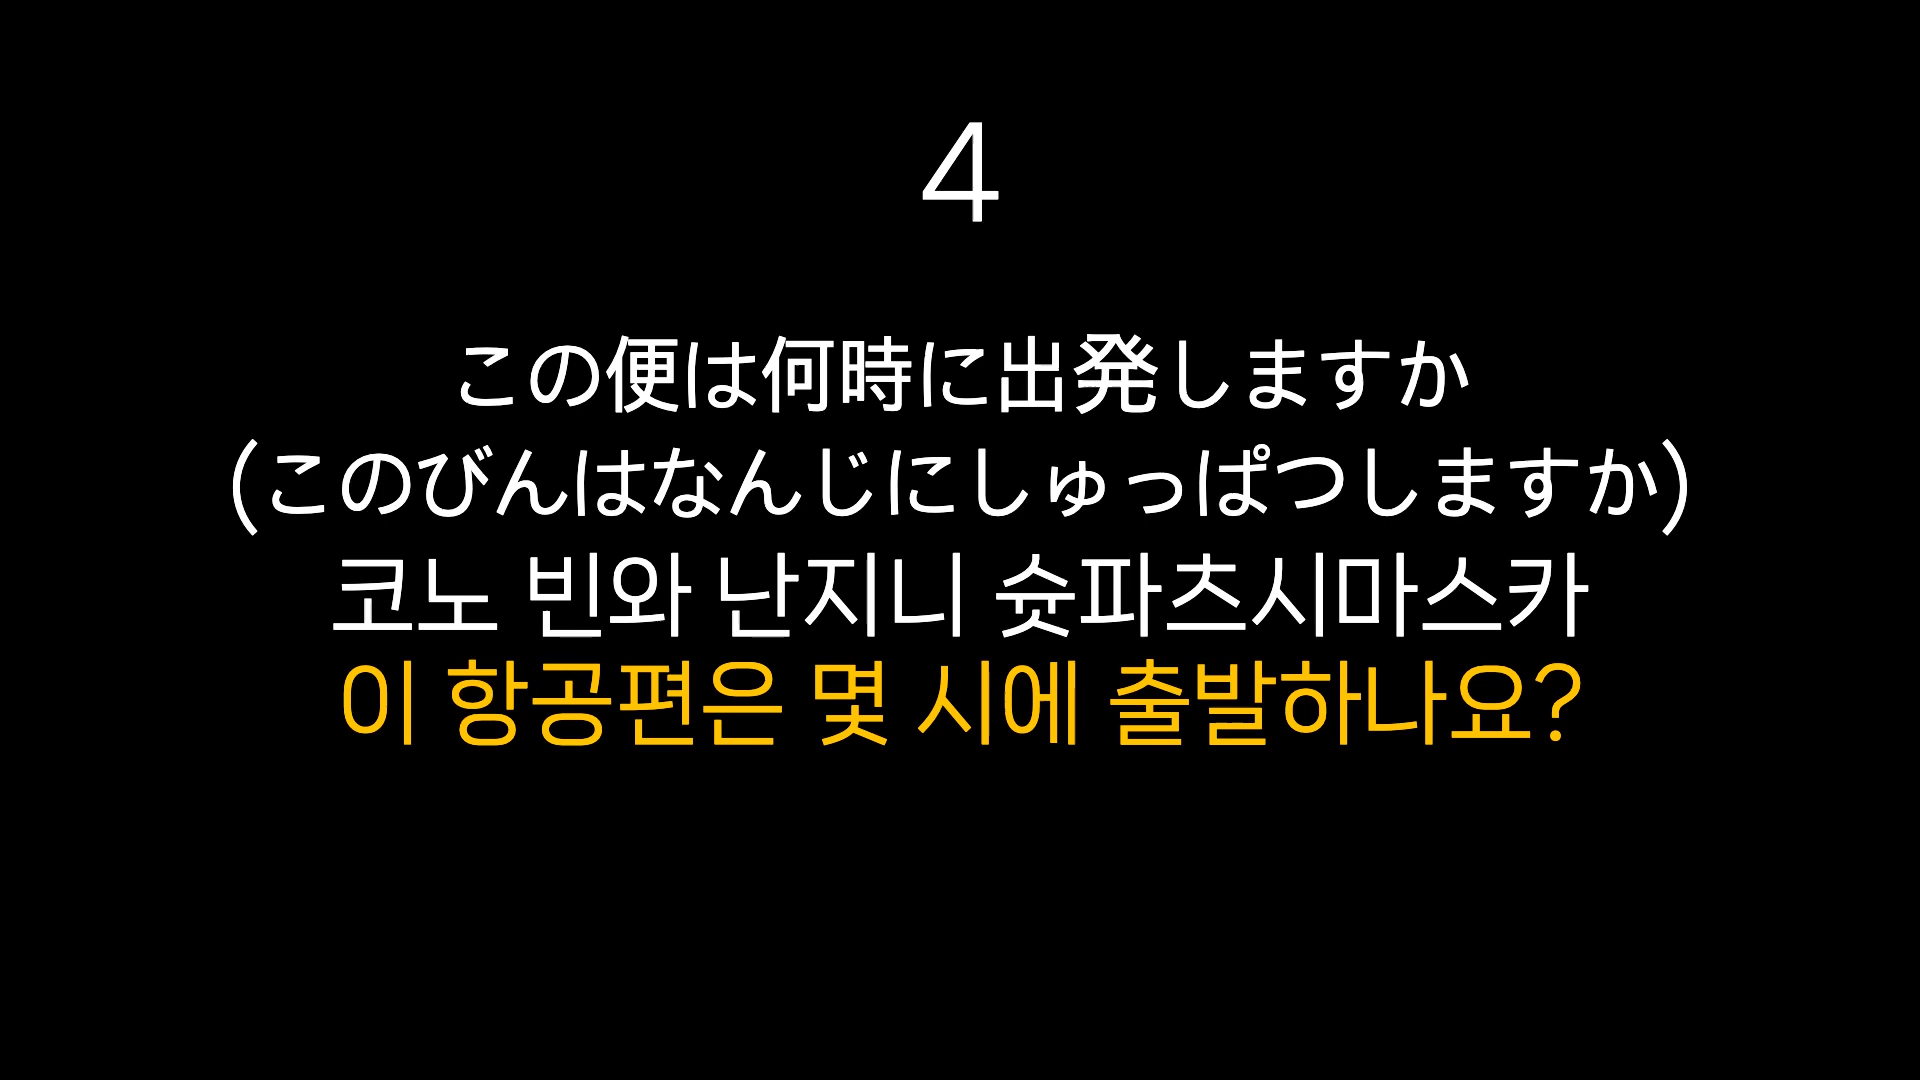 4
この便は何時に出発しますか
(このびんはなんじにしゅっぱつしますか)
코노 빈와 난지니 슛파츠시마스카
이 항공편은 몇 시에 출발하나요?